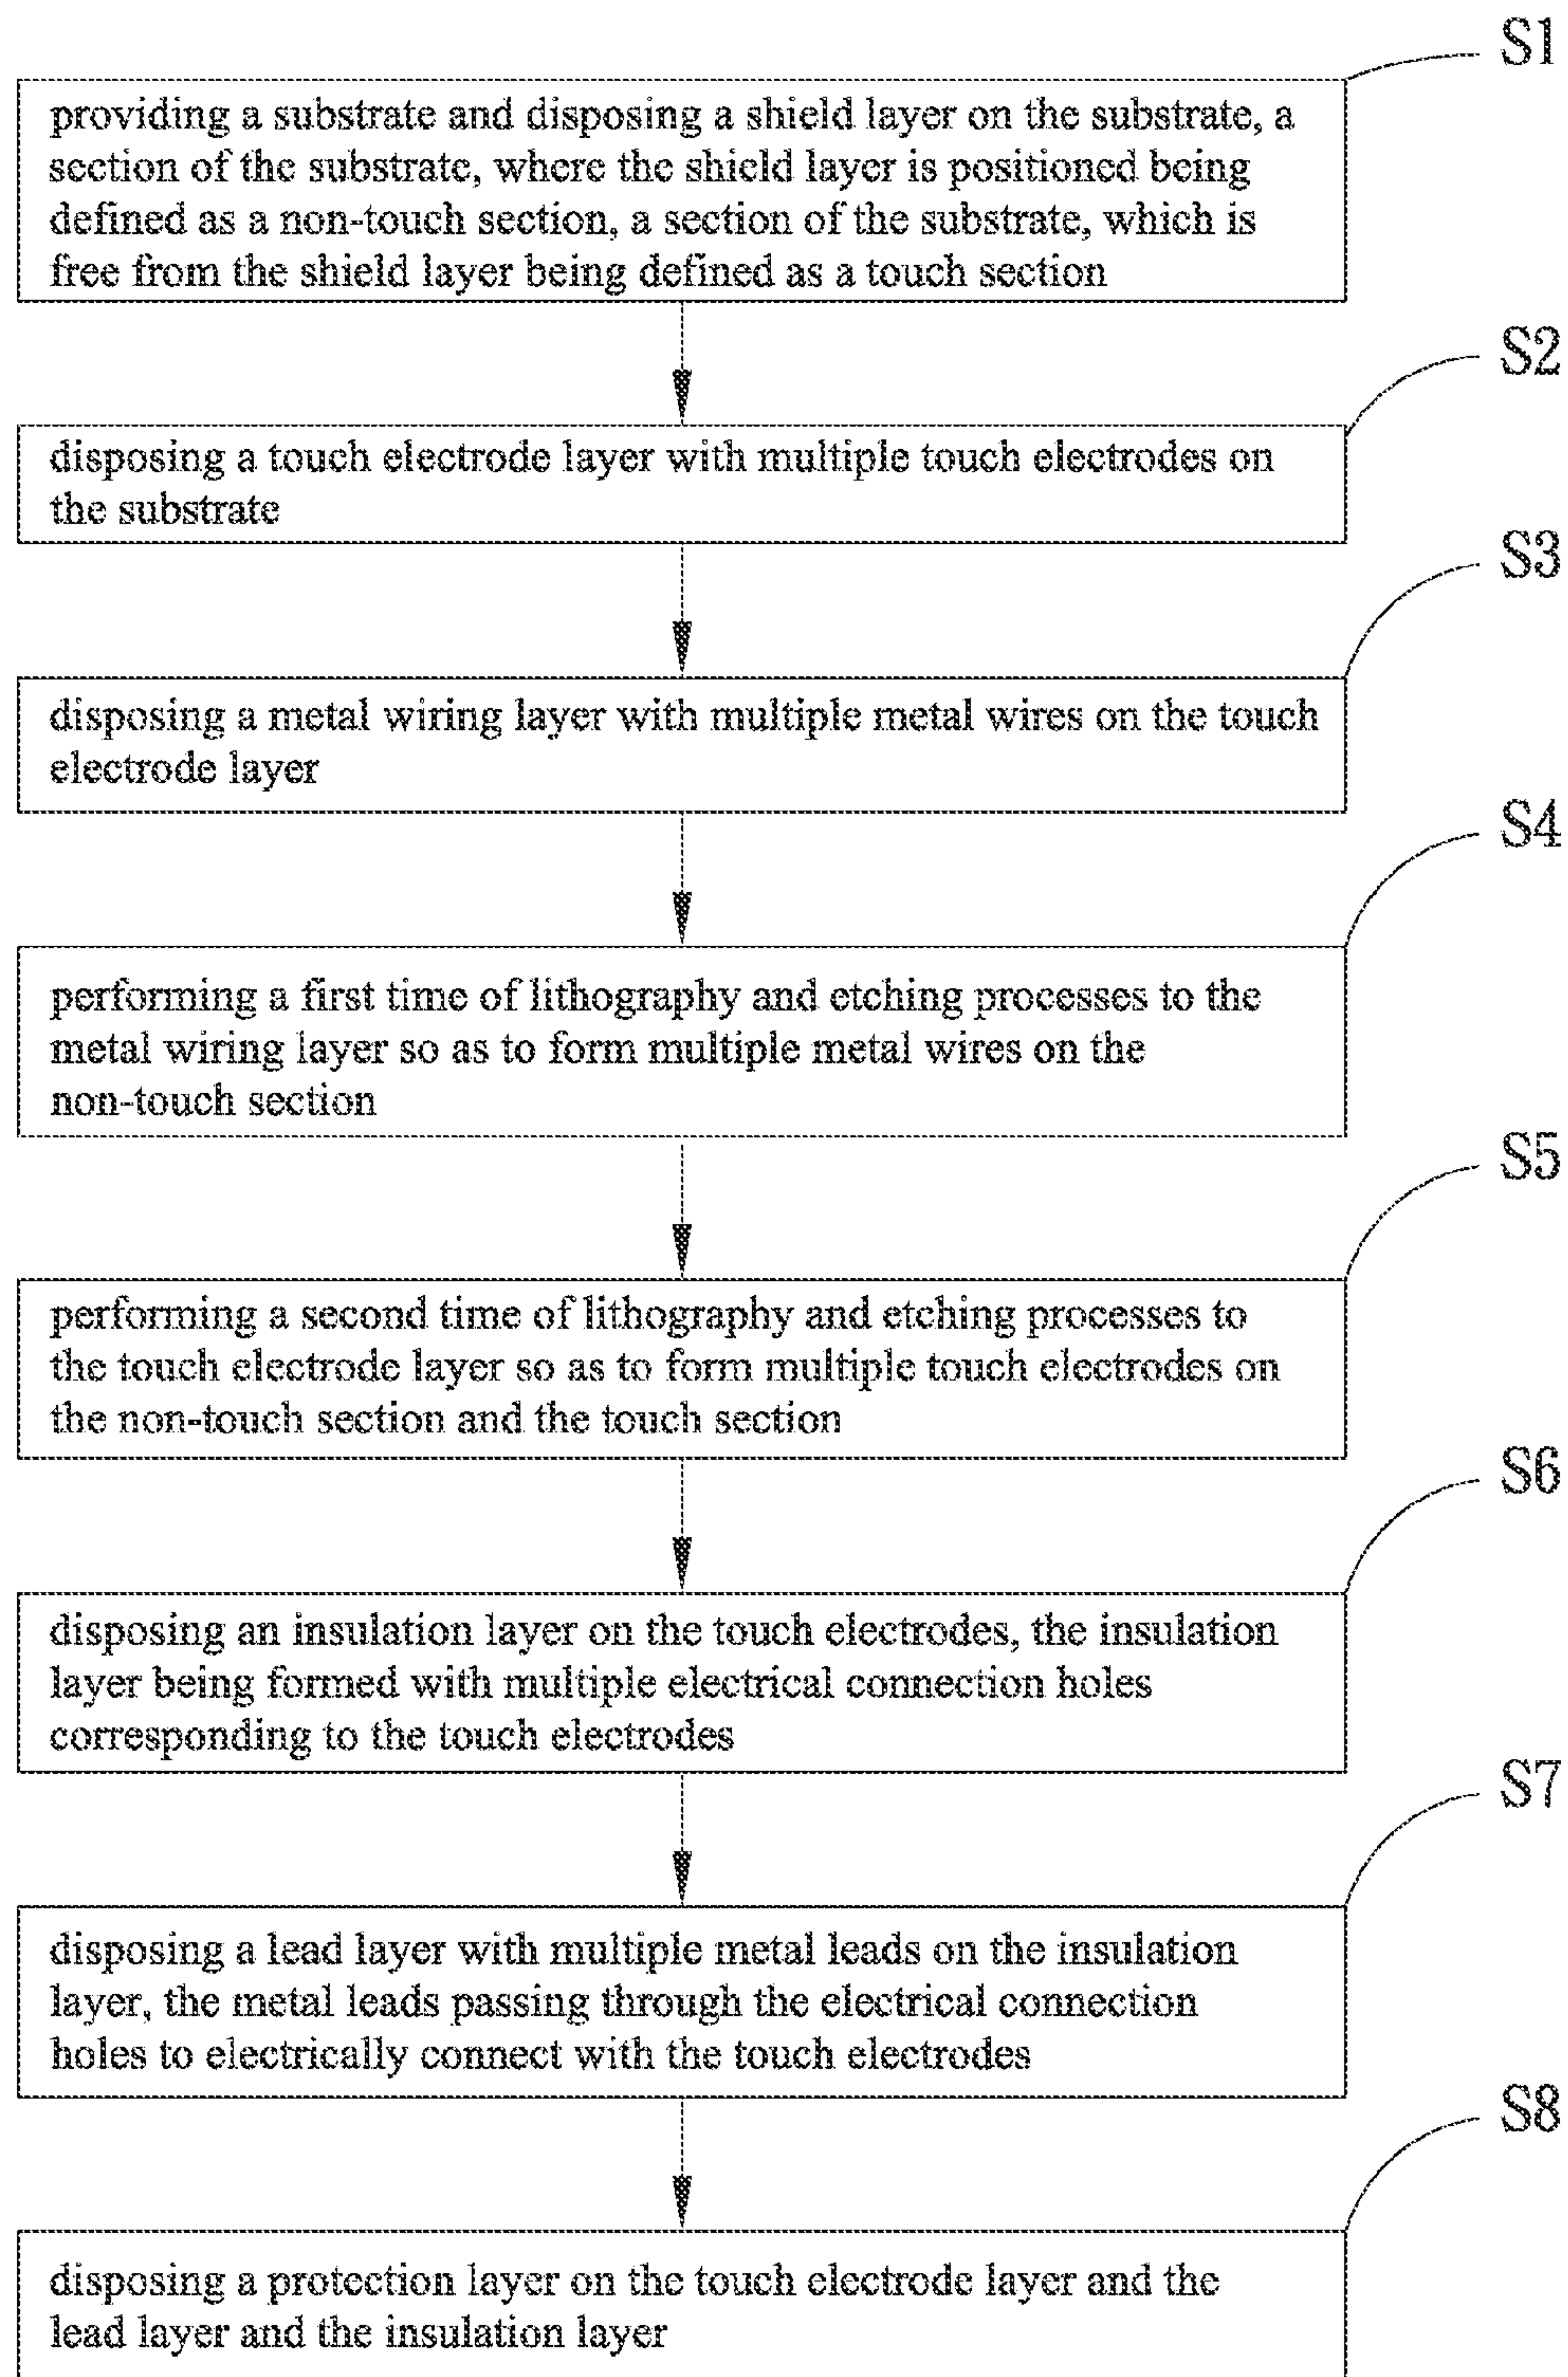 S1
providing a substrate and disposing a shield layer on the substrate, a
section of the substrate, where the shield layer is positioned being
defined as a non-touch section, a section of the substrate, which is
free from the shield layer being defined as a touch section
S2
disposing a touch electrode layer with multiple touch electrodes on
the substrate
S3
disposing a metal wiring layer with multiple metal wires on the touch
electrode layer
S4
performing a first time of lithography and etching processes to the
metal wiring layer so as to form multiple metal wires on the
non-touch section
S5
performing a second time of lithography and etching processes to
the touch electrode layer so as to form multiple touch electrodes on
the non-touch section and the touch section
S6
disposing an insulation layer on the touch electrodes, the insulation
layer being formed with multiple electrical connection holes
corresponding to the touch electrodes
S7
disposing a lead layer with multiple metal leads on the insulation
layer, the metal leads passing through the electrical connection
holes to electrically connect with the touch electrodes
S8
disposing a protection layer on the touch electrode layer and the
lead layer and the insulation layer